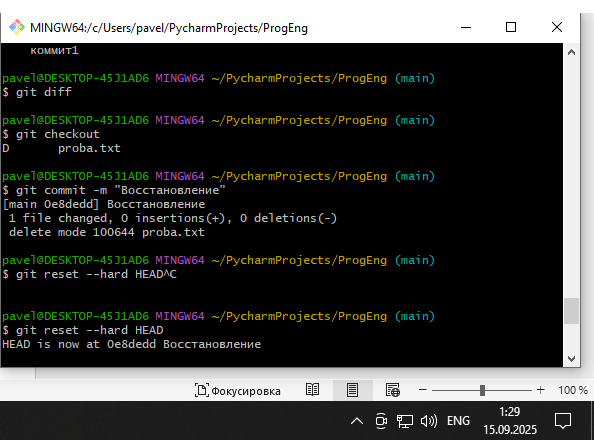 MINGW64:/c/Users/pavel/PycharmProjects/ProgEng
коммит1
pavel@DESKTOP-45J1AD6 MINGW64 ~/PycharmProjects/ProgEng (main)
$ git diff
pavel@DESKTOP-45J1AD6 MINGW64 ~/PycharmProjects/ProgEng (main)
$ git checkout
D       proba.txt
pavel@DESKTOP-45J1AD6 MINGW64 ~/PycharmProjects/ProgEng (main)
$ git commit -m "Восстановление"
[main 0e8dedd] Восстановление
1 file changed, 0 insertions(+), 0 deletions(-)
delete mode 100644 proba.txt
pavel@DESKTOP-45J1AD6 MINGW64 ~/PycharmProjects/ProgEng (main)
$ git reset --hard HEAD^C
pavel@DESKTOP-45J1AD6 MINGW64 ~/PycharmProjects/ProgEng (main)
$ git reset --hard HEAD
HEAD is now at 0e8dedd Восстановление
Фокусировка
100 %
ENG
1:29
15.09.2025